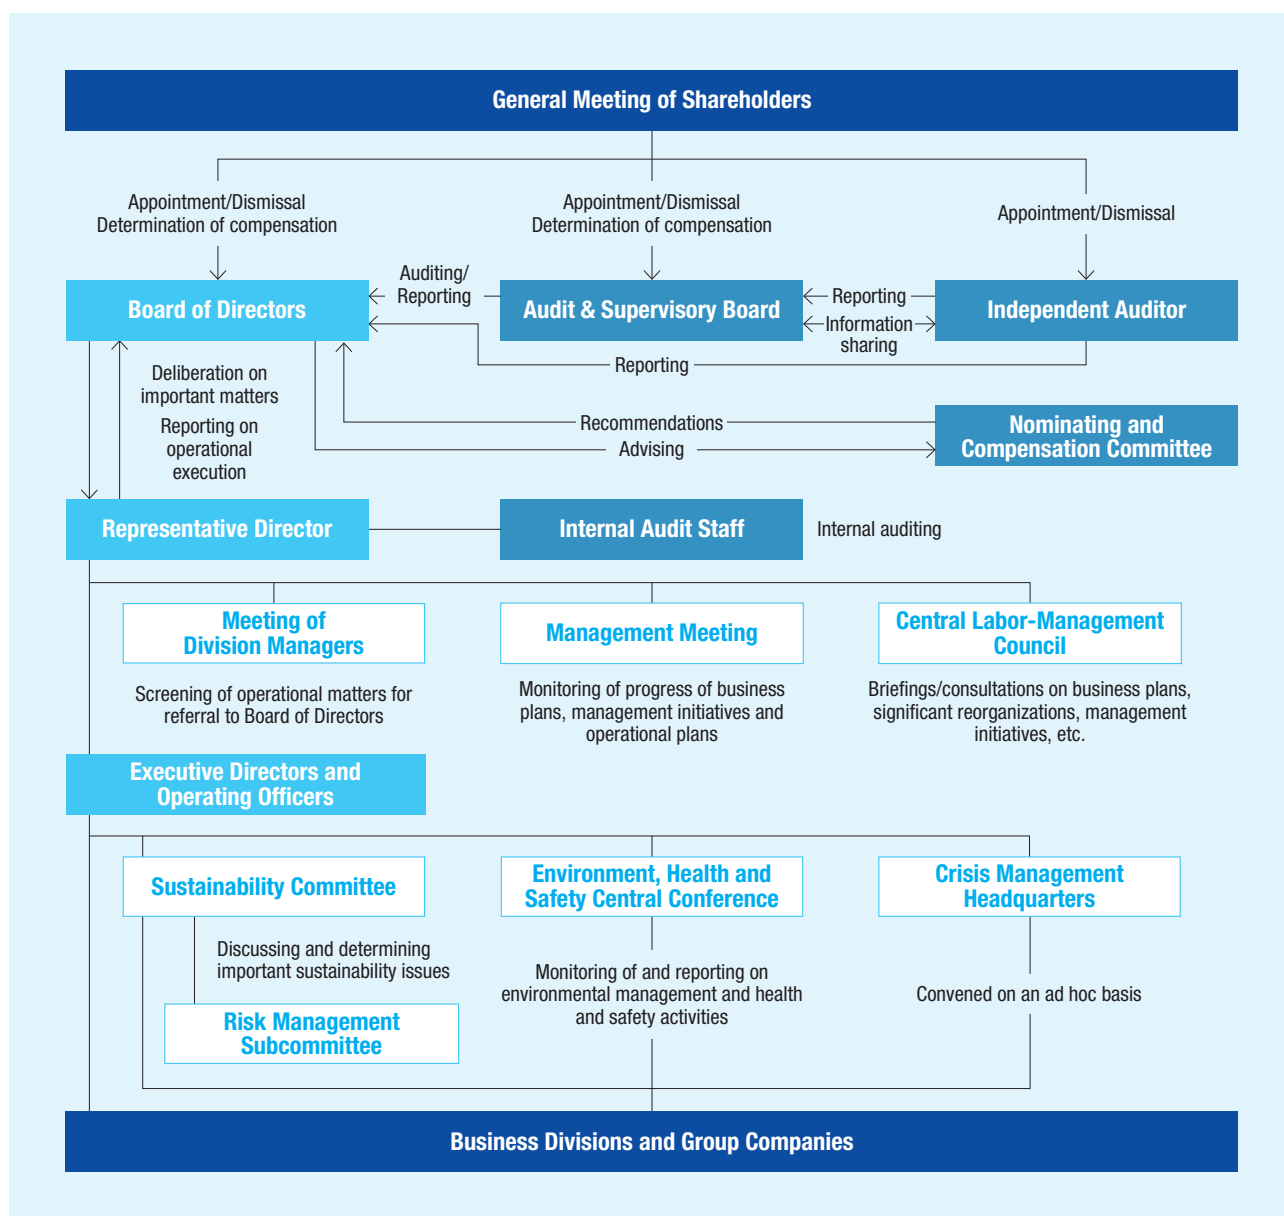 General Meeting of Shareholders
Appointment/Dismissal
Determination of compensation
Appointment/Dismissal
Determination of compensation
Appointment/Dismissal
Board of Directors
Auditing/
Reporting
Audit & Supervisory Board
Reporting
Information
sharing
Independent Auditor
Reporting
Deliberation on
important matters
Reporting on
operational
execution
Recommendations
Advising
Nominating and
Compensation Committee
Representative Director
Internal Audit Staff
Internal auditing
Meeting of
Division Managers
Management Meeting
Central Labor-Management
Council
Screening of operational matters for
referral to Board of Directors
Monitoring of progress of business
plans, management initiatives and
operational plans
Briefings/consultations on business plans,
significant reorganizations, management
initiatives, etc.
Executive Directors and
Operating Officers
Sustainability Committee
Environment, Health and
Safety Central Conference
Crisis Management
Headquarters
Discussing and determining
important sustainability issues
Monitoring of and reporting on
environmental management and health
and safety activities
Convened on an ad hoc basis
Risk Management
Subcommittee
Business Divisions and Group Companies